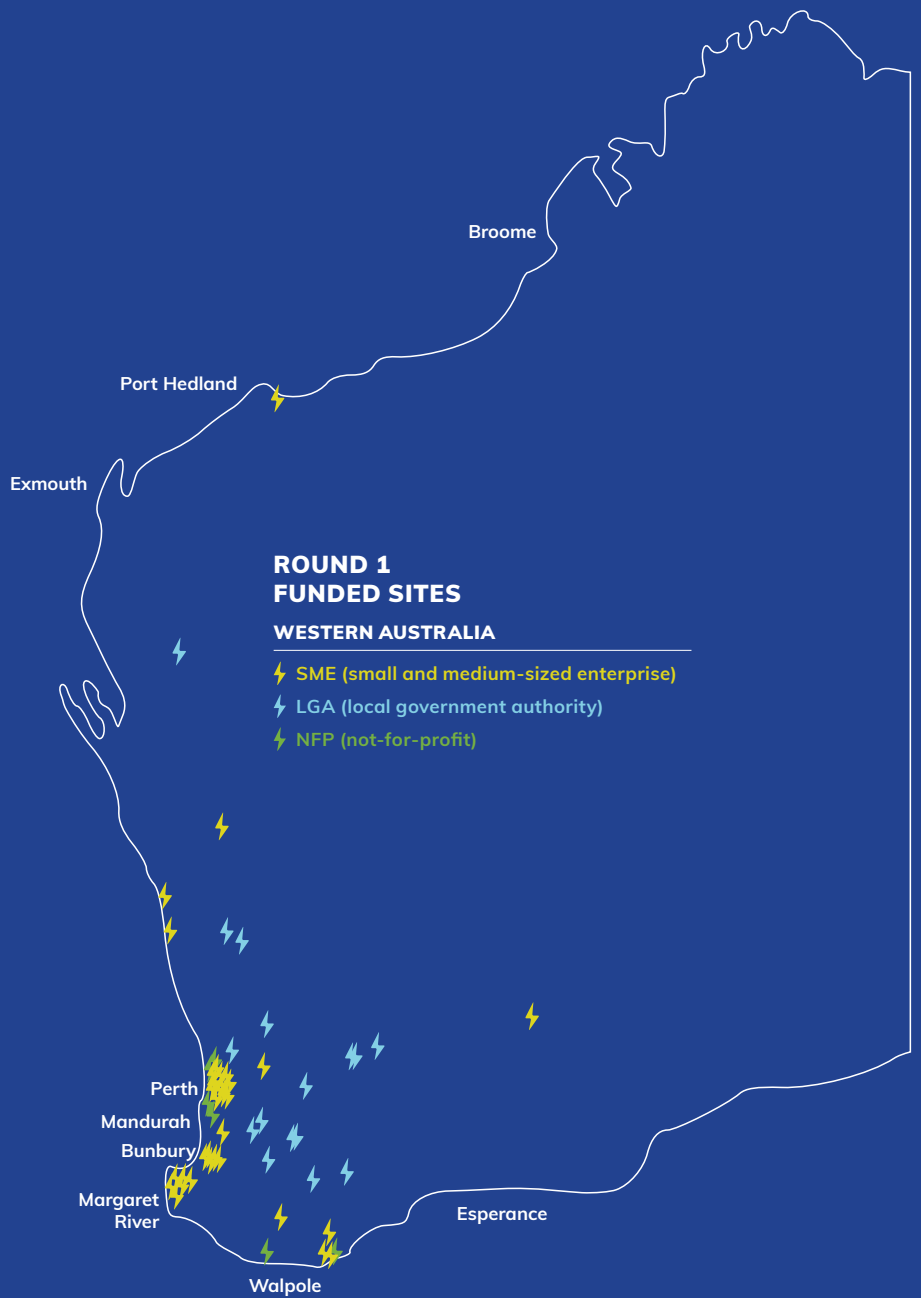 Broome
Port Hedland
Exmouth
ROUND 1
FUNDED SITES
WESTERN AUSTRALIA
SME (small and medium-sized enterprise)
LGA (local government authority)
NFP (not-for-profit)
Perth
Mandurah
Bunbury
Margaret
River
Esperance
Walpole